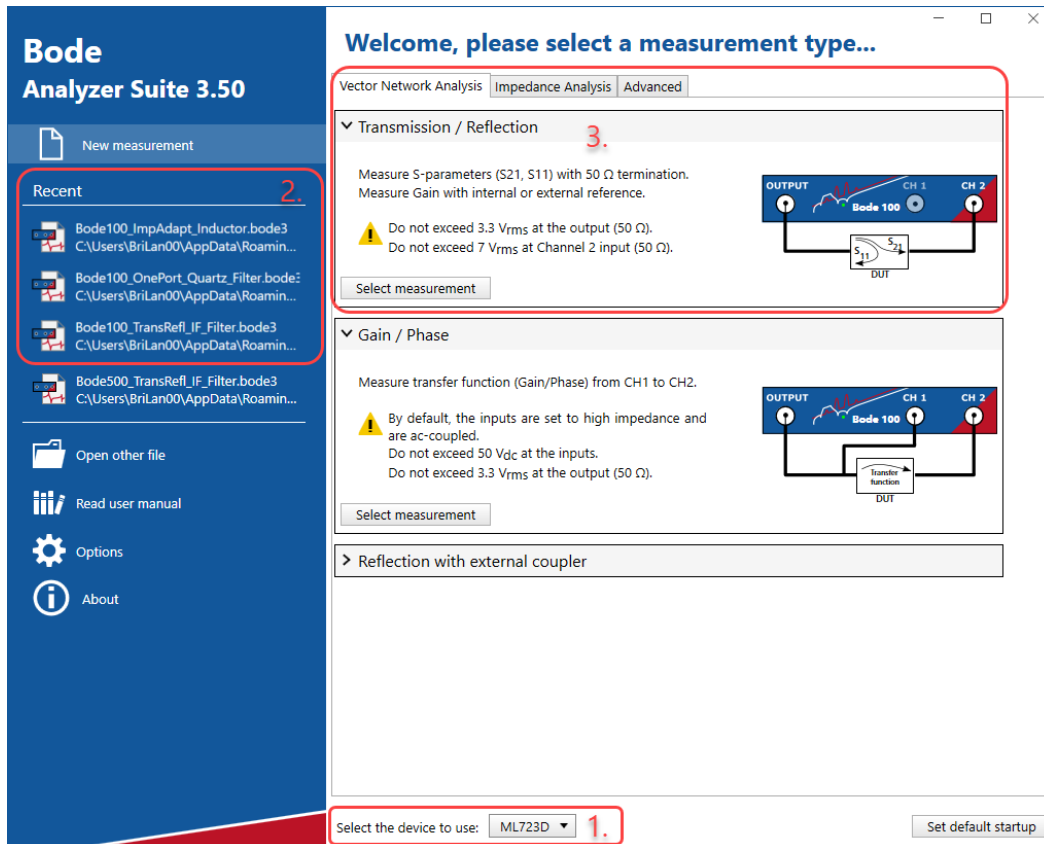 Bode
Analyzer Suite 3.50
New measurement
Recent
2.
Bode100_ImpAdapt_Inductor.bode3
C:\Users\BriLan00\AppData\Roamin...
Bode100_OnePort_Quartz_Filter.bode3
C:\Users\BriLan00\AppData\Roamin...
Bode100_TransRefl_IF_Filter.bode3
C:\Users\BriLan00\AppData\Roamin...
Bode500_TransRefl_IF_Filter.bode3
C:\Users\BriLan00\AppData\Roamin...
Open other file
Read user manual
Options
About
Welcome, please select a measurement type...
Vector Network Analysis Impedance Analysis Advanced
Transmission / Reflection
3.
Measure S-parameters (S21, S11) with 50 Ω termination.
Measure Gain with internal or external reference.
Do not exceed 3.3 Vrms at the output (50 Ω).
Do not exceed 7 Vrms at Channel 2 input (50 Ω).
Select measurement
OUTPUT CH 1 CH 2
Bode 100
S11 S21
DUT
Gain / Phase
Measure transfer function (Gain/Phase) from CH1 to CH2.
By default, the inputs are set to high impedance and
are ac-coupled.
Do not exceed 50 Vdc at the inputs.
Do not exceed 3.3 Vrms at the output (50 Ω).
Select measurement
OUTPUT CH 1 CH 2
Bode 100
Transfer
function
DUT
Reflection with external coupler
Select the device to use: ML723D 1.
Set default startup